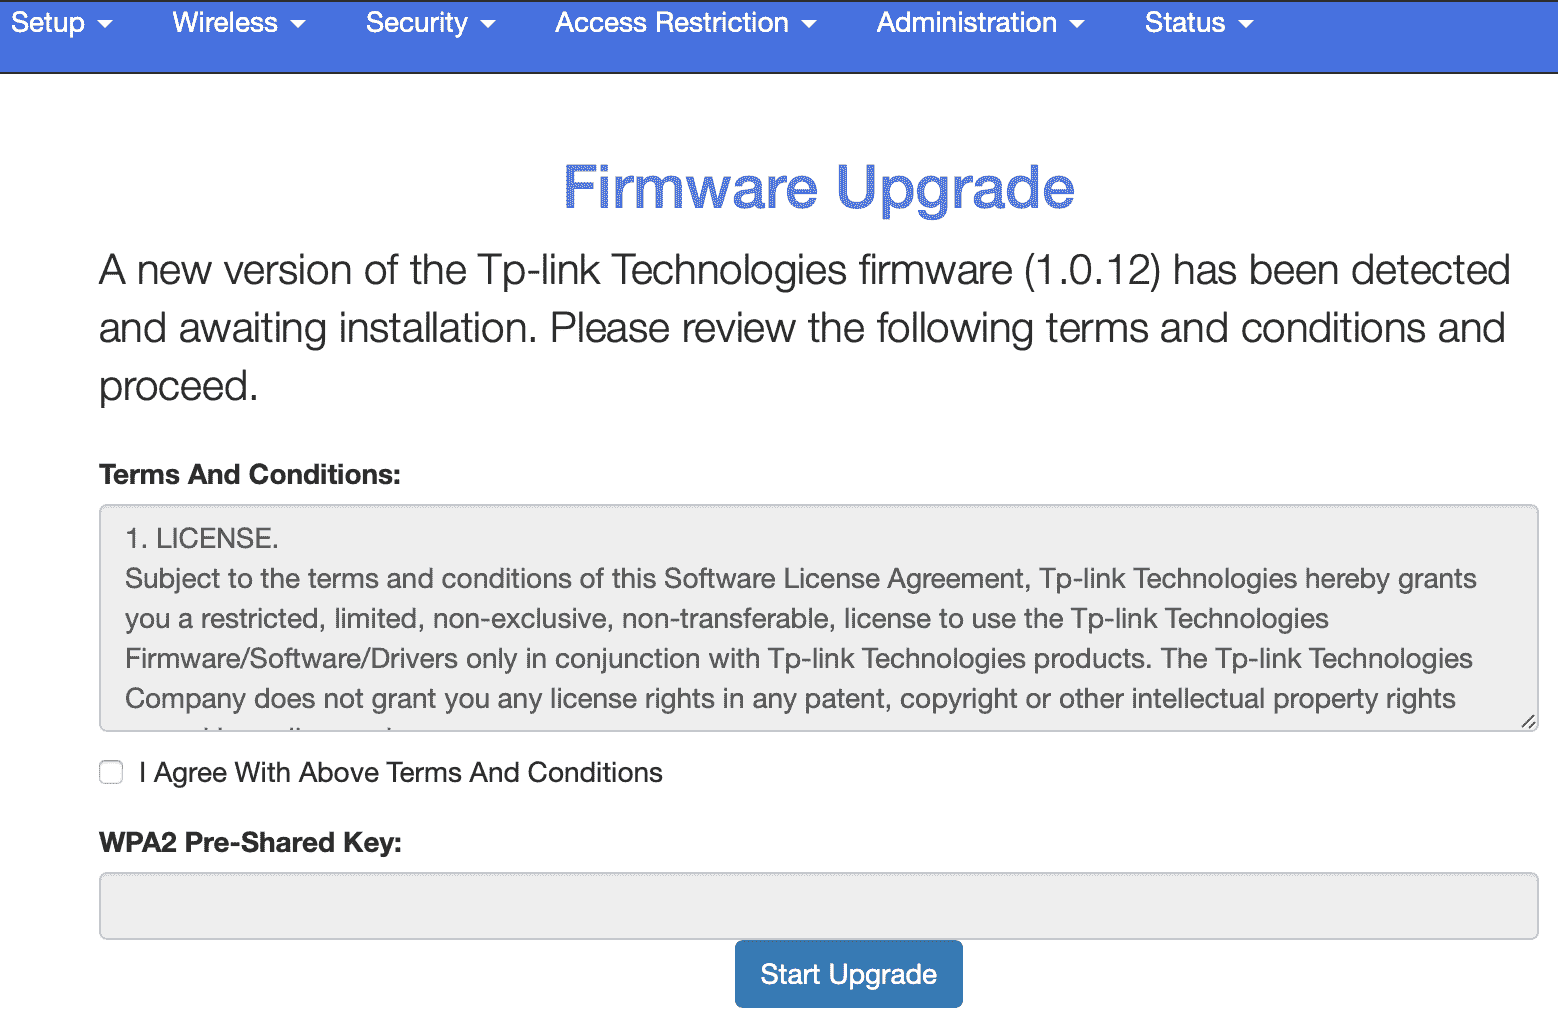 Setup Wireless Security Access Restriction Administration Status
Firmware Upgrade
A new version of the Tp-link Technologies firmware (1.0.12) has been detected
and awaiting installation. Please review the following terms and conditions and
proceed.
Terms And Conditions:
1. LICENSE.
Subject to the terms and conditions of this Software License Agreement, Tp-link Technologies hereby grants
you a restricted, limited, non-exclusive, non-transferable, license to use the Tp-link Technologies
Firmware/Software/Drivers only in conjunction with Tp-link Technologies products. The Tp-link Technologies
Company does not grant you any license rights in any patent, copyright or other intellectual property rights
I Agree With Above Terms And Conditions
WPA2 Pre-Shared Key:
Start Upgrade